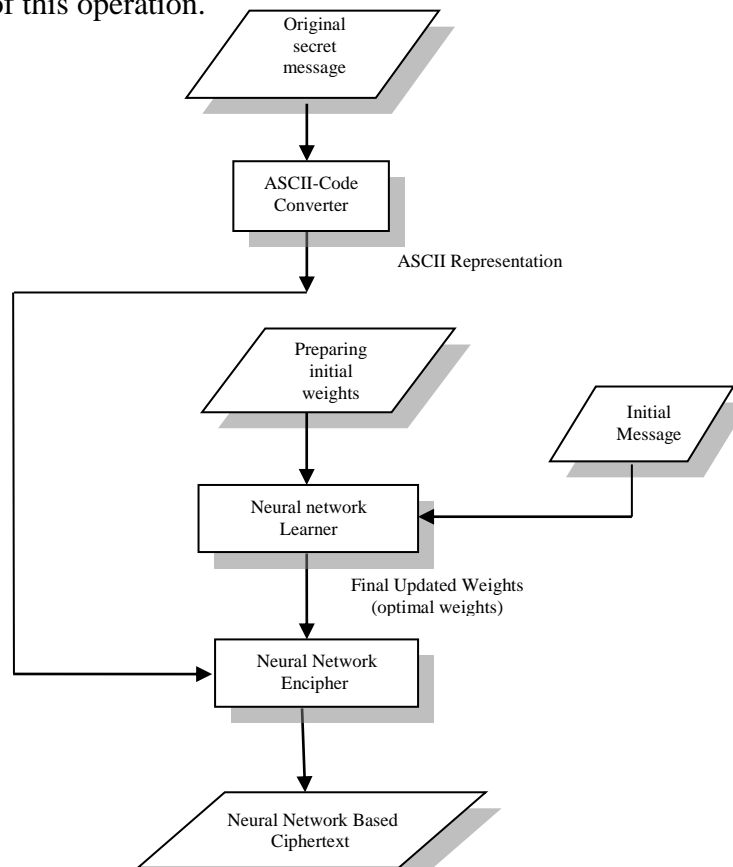 of this operation.
Original
secret
message
ASCII-Code
Converter
ASCII Representation
Preparing
initial
weights
Initial
Message
Neural network
Learner
Final Updated Weights
(optimal weights)
Neural Network
Encipher
Neural Network Based
Ciphertext